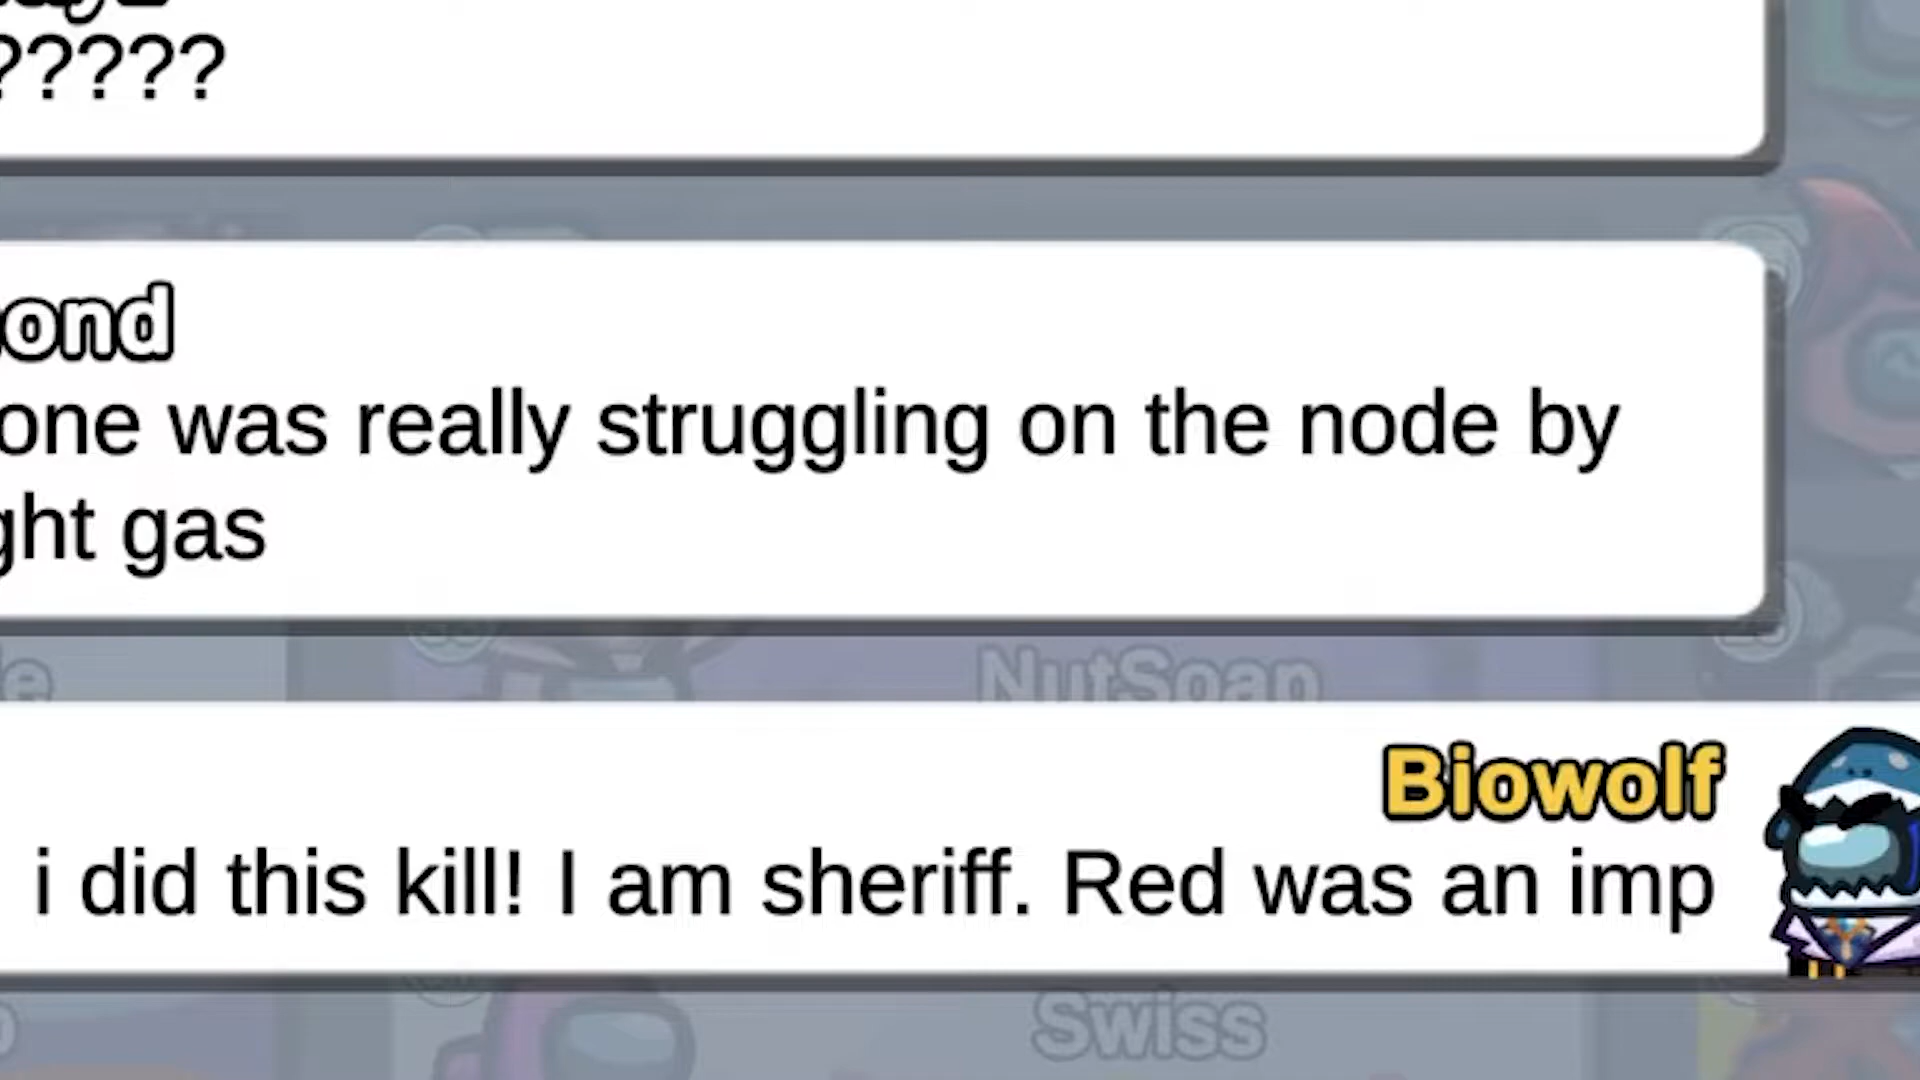 ?????
ond
one was really struggling on the node by
ght gas
NutSoap
Biowolf
i did this kill! I am sheriff. Red was an imp
Swiss